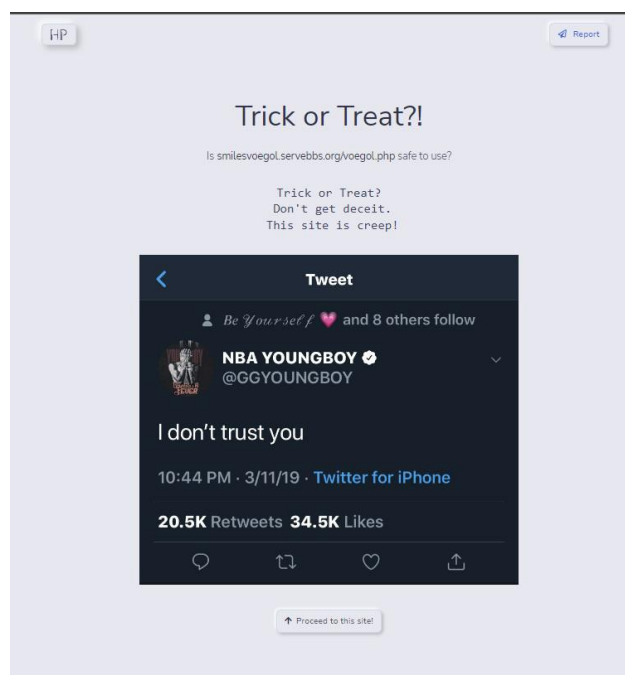 HP
Report
Trick or Treat?!
Is smilesvoegol.servebbs.org/voegol.php safe to use?
Trick or Treat?
Don't get deceit.
This site is creep!
Tweet
Be Yourself 💗 and 8 others follow
NBA YOUNGBOY
@GGYOUNGBOY
I don't trust you
10:44 PM · 3/11/19 · Twitter for iPhone
20.5K Retweets 34.5K Likes
Proceed to this site!